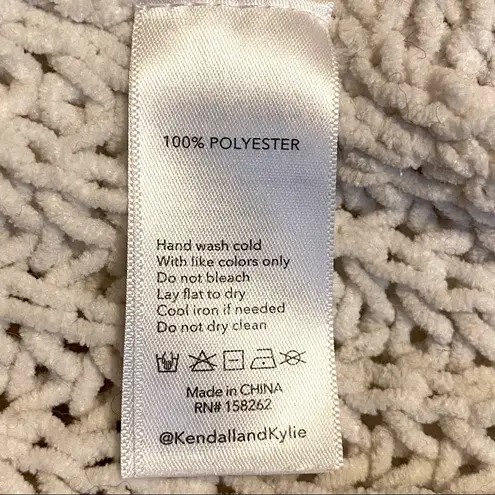 100% POLYESTER
Hand wash cold
With like colors only
Do not bleach
Lay flat to dry
Cool iron if needed
Do not dry clean
Made in CHINA
RN# 158262
@KendallandKylie